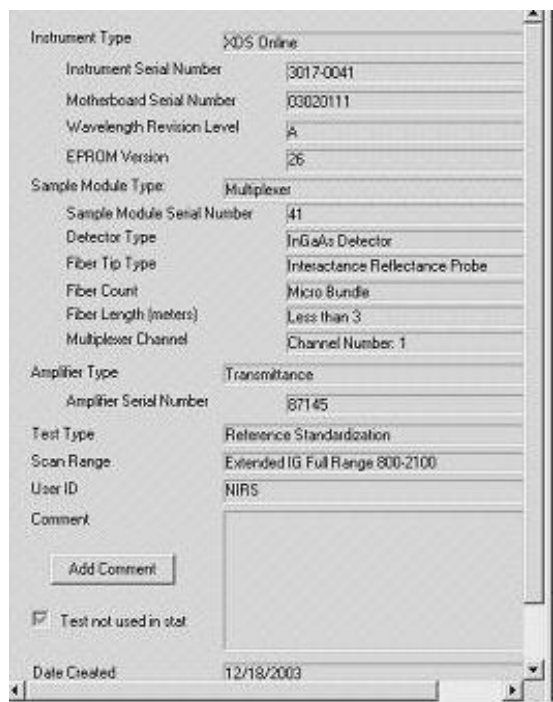 Instrument Type XDS Online
Instrument Serial Number 3017-0041
Motherboard Serial Number 03020111
Wavelength Revision Level A
EPROM Version 26
Sample Module Type: Multiplexer
Sample Module Serial Number 41
Detector Type InGaAs Detector
Fiber Tip Type Interactance Reflectance Probe
Fiber Count Micro Bundle
Fiber Length (meters) Less than 3
Multiplexer Channel Channel Number: 1
Amplifier Type Transmittance
Amplifier Serial Number 87145
Test Type Reference Standardization
Scan Range Extended IG Full Range 800-2100
User ID NIRS
Comment
Add Comment
Test not used in stat
Date Created 12/18/2003